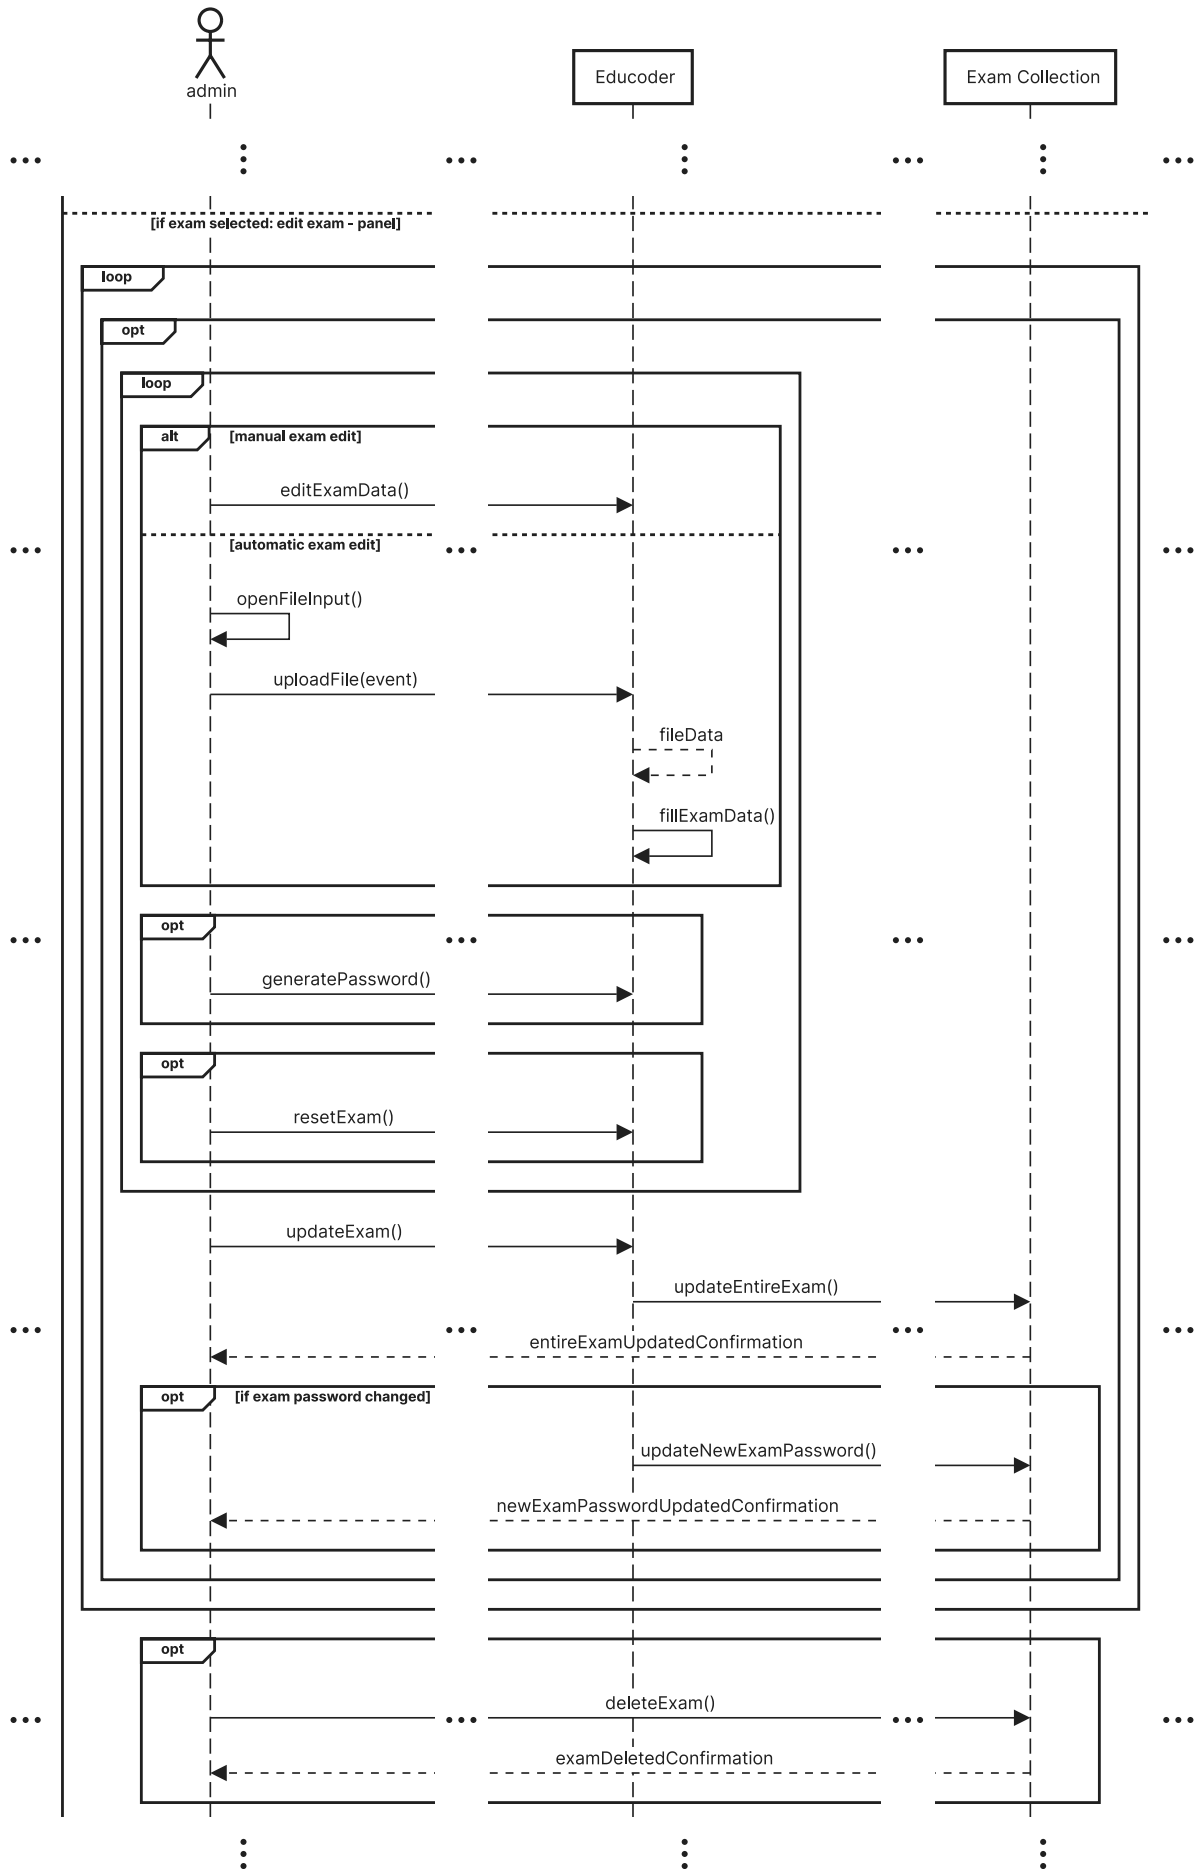 admin
Educoder
Exam Collection
[if exam selected: edit exam - panel]
loop
opt
loop
alt [manual exam edit]
editExamData()
[automatic exam edit]
openFileInput()
uploadFile(event)
fileData
fillExamData()
opt
generatePassword()
opt
resetExam()
updateExam()
updateEntireExam()
entireExamUpdatedConfirmation
opt [if exam password changed]
updateNewExamPassword()
newExamPasswordUpdatedConfirmation
opt
deleteExam()
examDeletedConfirmation